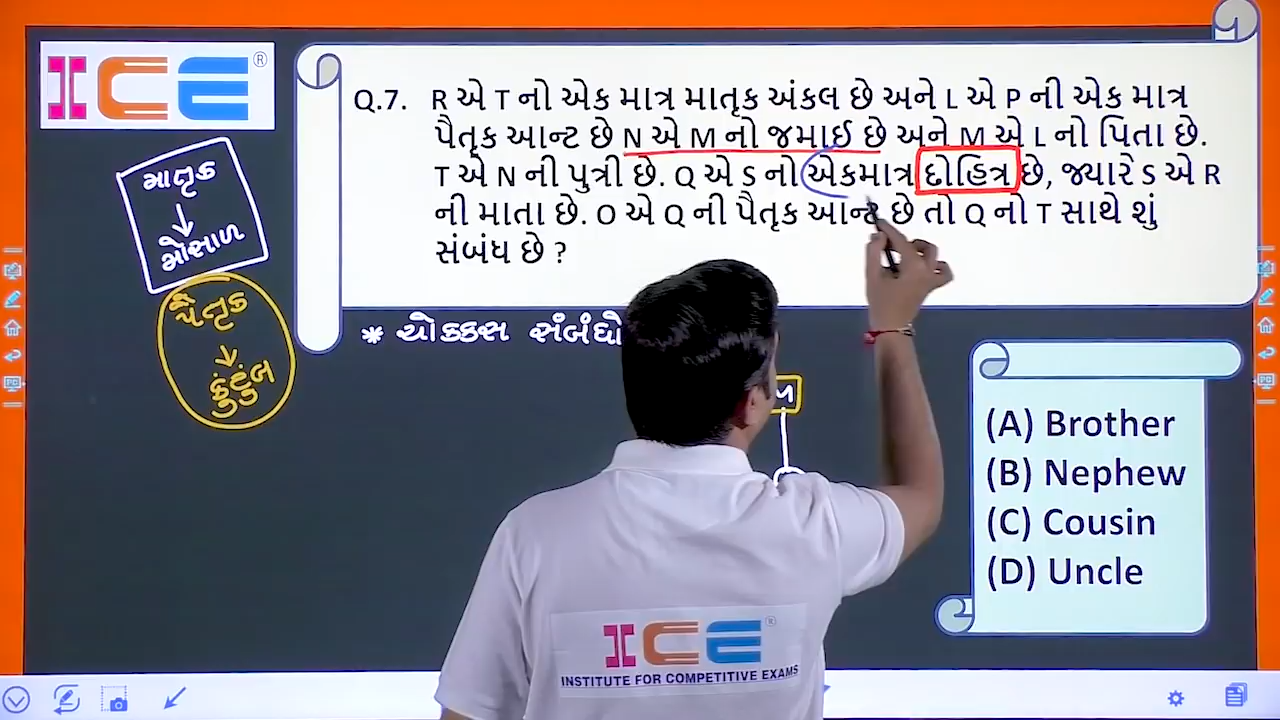 ICE®
Q.7. R એ T નો એક માત્ર માતૃક અંકલ છે અને L એ P ની એક માત્ર
પૈતૃક આન્ટ છે N એ M નો જમાઈ છે અને M એ L નો પિતા છે.
T એ N ની પુત્રી છે. Q એ S નો એકમાત્ર દોહિત્ર છે, જ્યારે S એ R
ની માતા છે. O એ Q ની પૈતૃક આન્ટ છે તો Q નો T સાથે શું
સંબંધ છે ?
માતૃક
મોસાળ
પૈતૃક
કુટુંબ
* ચોક્કસ સંબંધો
(A) Brother
(B) Nephew
(C) Cousin
(D) Uncle
ICE®
INSTITUTE FOR COMPETITIVE EXAMS